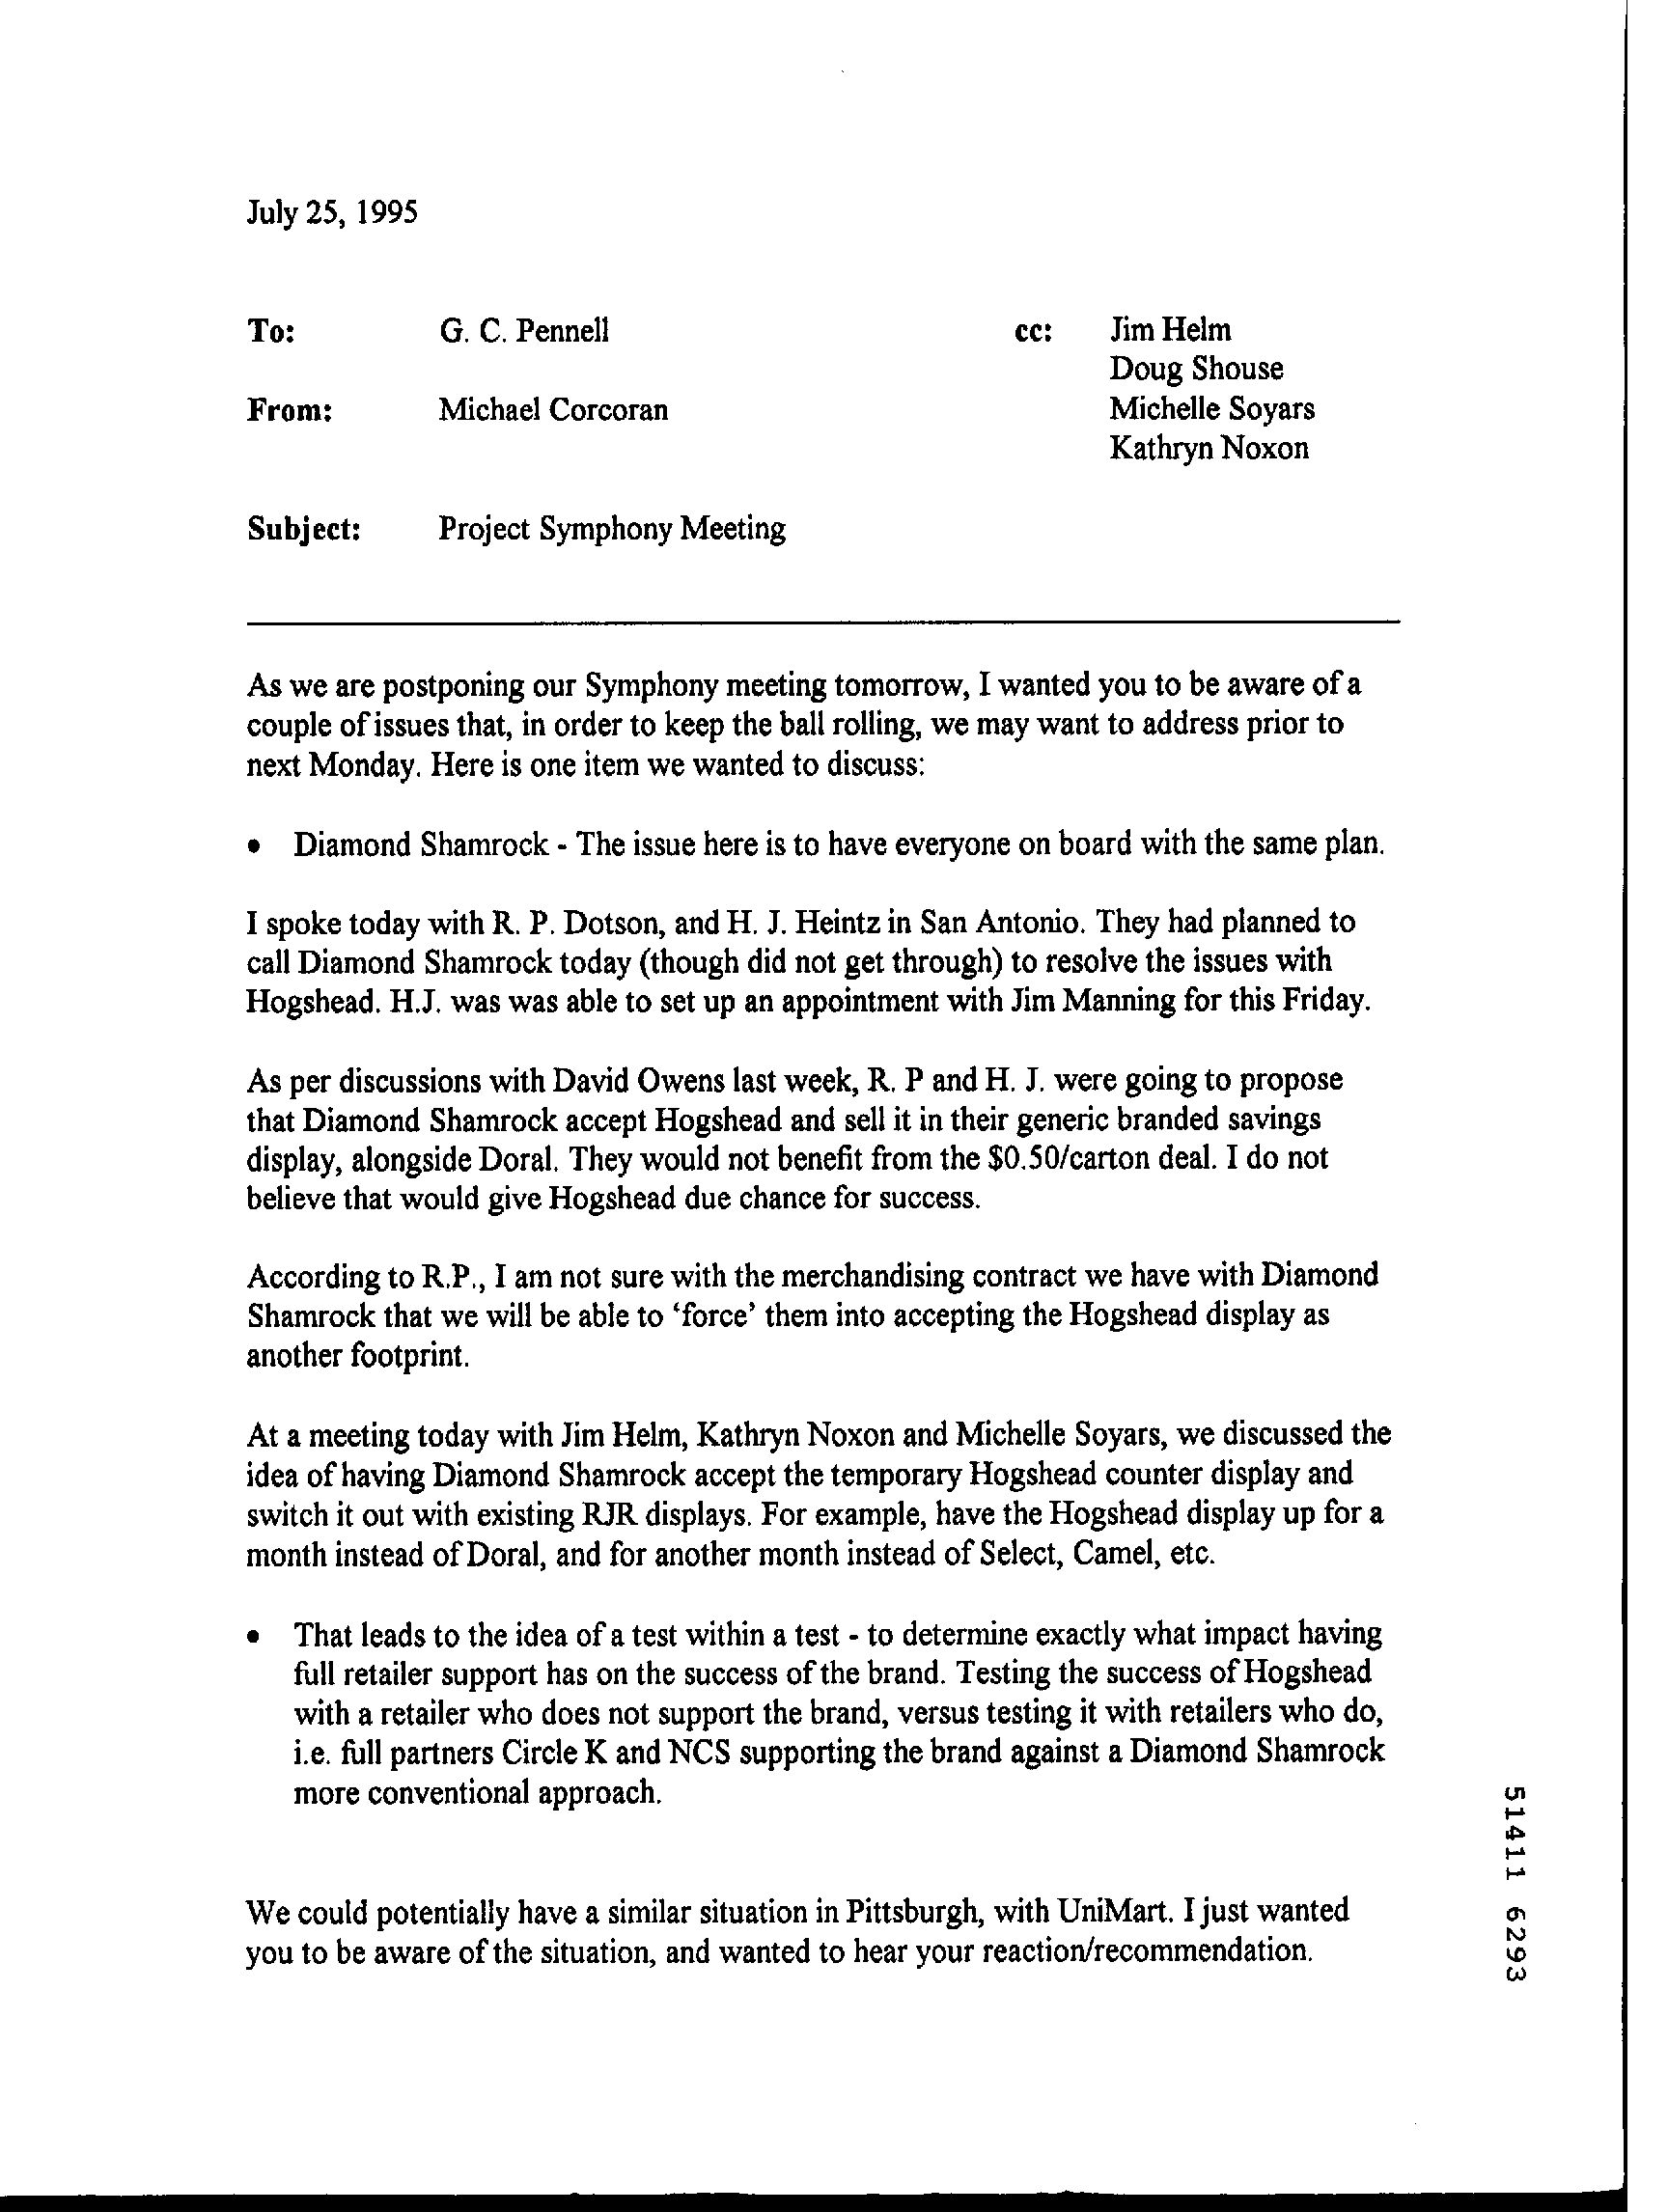 July 25, 1995
To: G. C. Pennell cc: Jim Helm
Doug Shouse
From: Michael Corcoran Michelle Soyars
Kathryn Noxon
Subject: Project Symphony Meeting
As we are postponing our Symphony meeting tomorrow, I wanted you to be aware of a
couple of issues that, in order to keep the ball rolling, we may want to address prior to
next Monday. Here is one item we wanted to discuss:
• Diamond Shamrock - The issue here is to have everyone on board with the same plan.
I spoke today with R. P. Dotson, and H. J. Heintz in San Antonio. They had planned to
call Diamond Shamrock today (though did not get through) to resolve the issues with
Hogshead. H.J. was was able to set up an appointment with Jim Manning for this Friday.
As per discussions with David Owens last week, R. P and H. J. were going to propose
that Diamond Shamrock accept Hogshead and sell it in their generic branded savings
display, alongside Doral. They would not benefit from the $0.50/carton deal. I do not
believe that would give Hogshead due chance for success.
According to R.P., I am not sure with the merchandising contract we have with Diamond
Shamrock that we will be able to ‘force’ them into accepting the Hogshead display as
another footprint.
At a meeting today with Jim Helm, Kathryn Noxon and Michelle Soyars, we discussed the
idea of having Diamond Shamrock accept the temporary Hogshead counter display and
switch it out with existing RJR displays. For example, have the Hogshead display up for a
month instead of Doral, and for another month instead of Select, Camel, etc.
• That leads to the idea of a test within a test - to determine exactly what impact having
full retailer support has on the success of the brand. Testing the success of Hogshead
with a retailer who does not support the brand, versus testing it with retailers who do,
i.e. full partners Circle K and NCS supporting the brand against a Diamond Shamrock
more conventional approach.
We could potentially have a similar situation in Pittsburgh, with UniMart. I just wanted
you to be aware of the situation, and wanted to hear your reaction/recommendation.
51411 6293